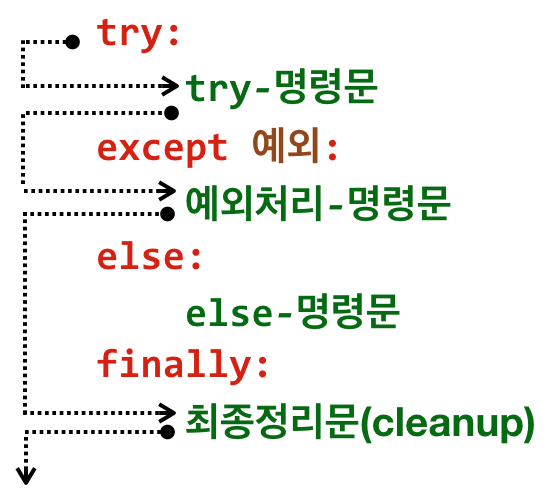 try:
try-명령문
except 예외:
예외처리-명령문
else:
else-명령문
finally:
최종정리문(cleanup)